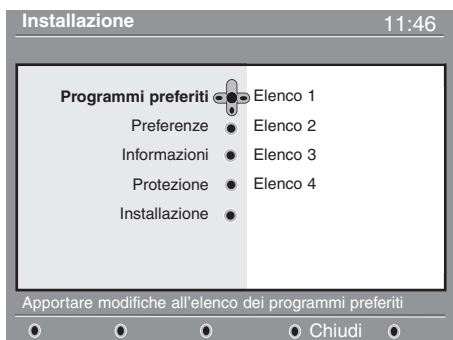 Installazione 11:46
Programmi preferiti Elenco 1
Preferenze Elenco 2
Informazioni Elenco 3
Protezione Elenco 4
Installazione
Apportare modifiche all'elenco dei programmi preferiti
Chiudi